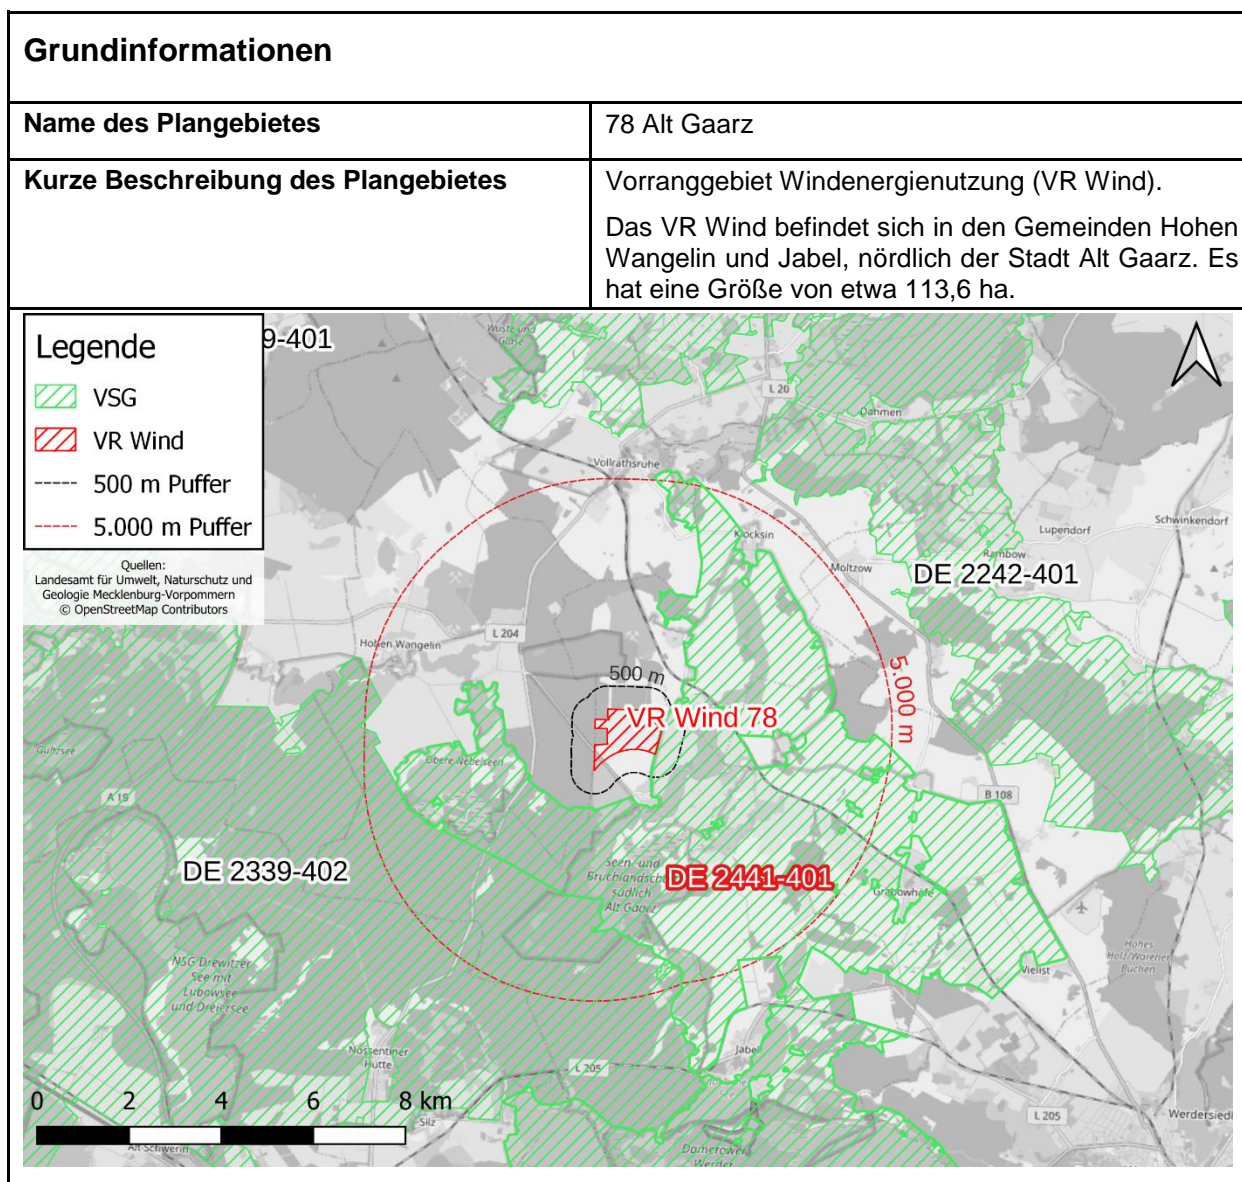 Grundinformationen
Name des Plangebietes
78 Alt Gaarz
Kurze Beschreibung des Plangebietes
Vorranggebiet Windenergienutzung (VR Wind).
Das VR Wind befindet sich in den Gemeinden Hohen
Wangelin und Jabel, nördlich der Stadt Alt Gaarz. Es
hat eine Größe von etwa 113,6 ha.
Legende
VSG
VR Wind
500 m Puffer
5.000 m Puffer
Quellen:
Landesamt für Umwelt, Naturschutz und
Geologie Mecklenburg-Vorpommern
© OpenStreetMap Contributors
9-401
Wüste und
Glase
L 20
Dahmen
Vollrathsruhe
Klocksin
Moltzow
Lupendorf
Schwinkendorf
Rambow
DE 2242-401
L 204
Hohen Wangelin
500 m
VR Wind 78
5.000 m
Obere Nebelseen
A 19
B 108
DE 2339-402
Seen- und
Bruchlandsch
südlich
Alt Gaarz
DE 2441-401
Grabowhöfe
Hohes
Holz/Warener
Buchen
Vielist
NSG Drewitzer
See mit
Lubowsee
und Dreiersee
Nossentiner
Hütte
Jabel
L 205
L 205
Werdersiedl
0 2 4 6 8 km
Silz
Alt Schwerin
Damerower
Werder